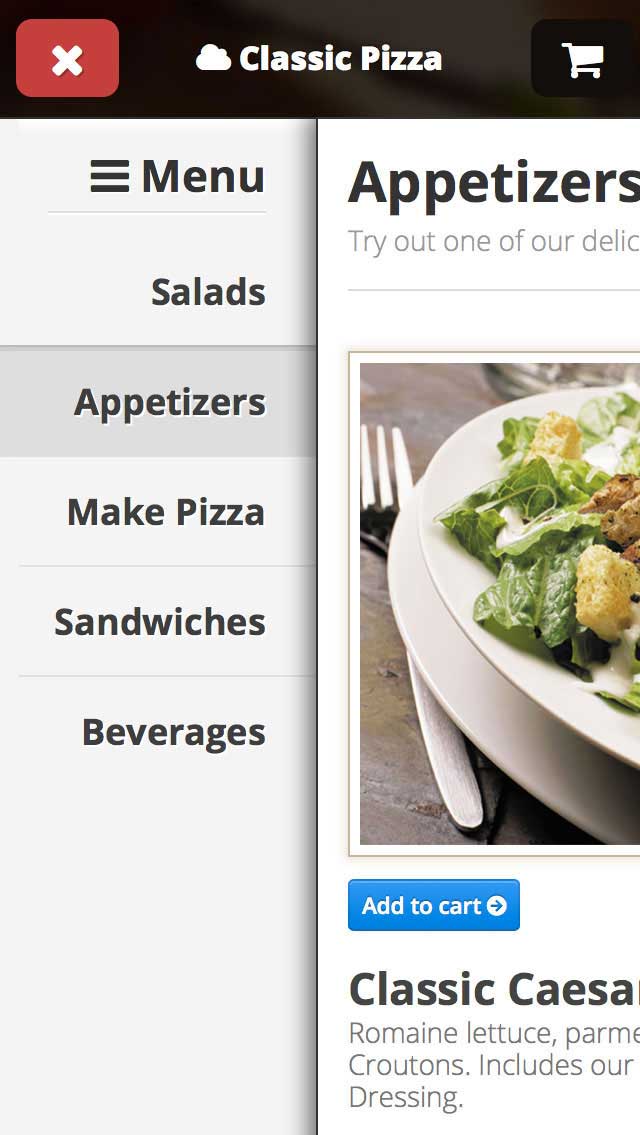 Classic Pizza
Menu
Salads
Appetizers
Make Pizza
Sandwiches
Beverages
Appetizers
Try out one of our delic
Add to cart
Classic Caesa
Romaine lettuce, parme
Croutons. Includes our
Dressing.